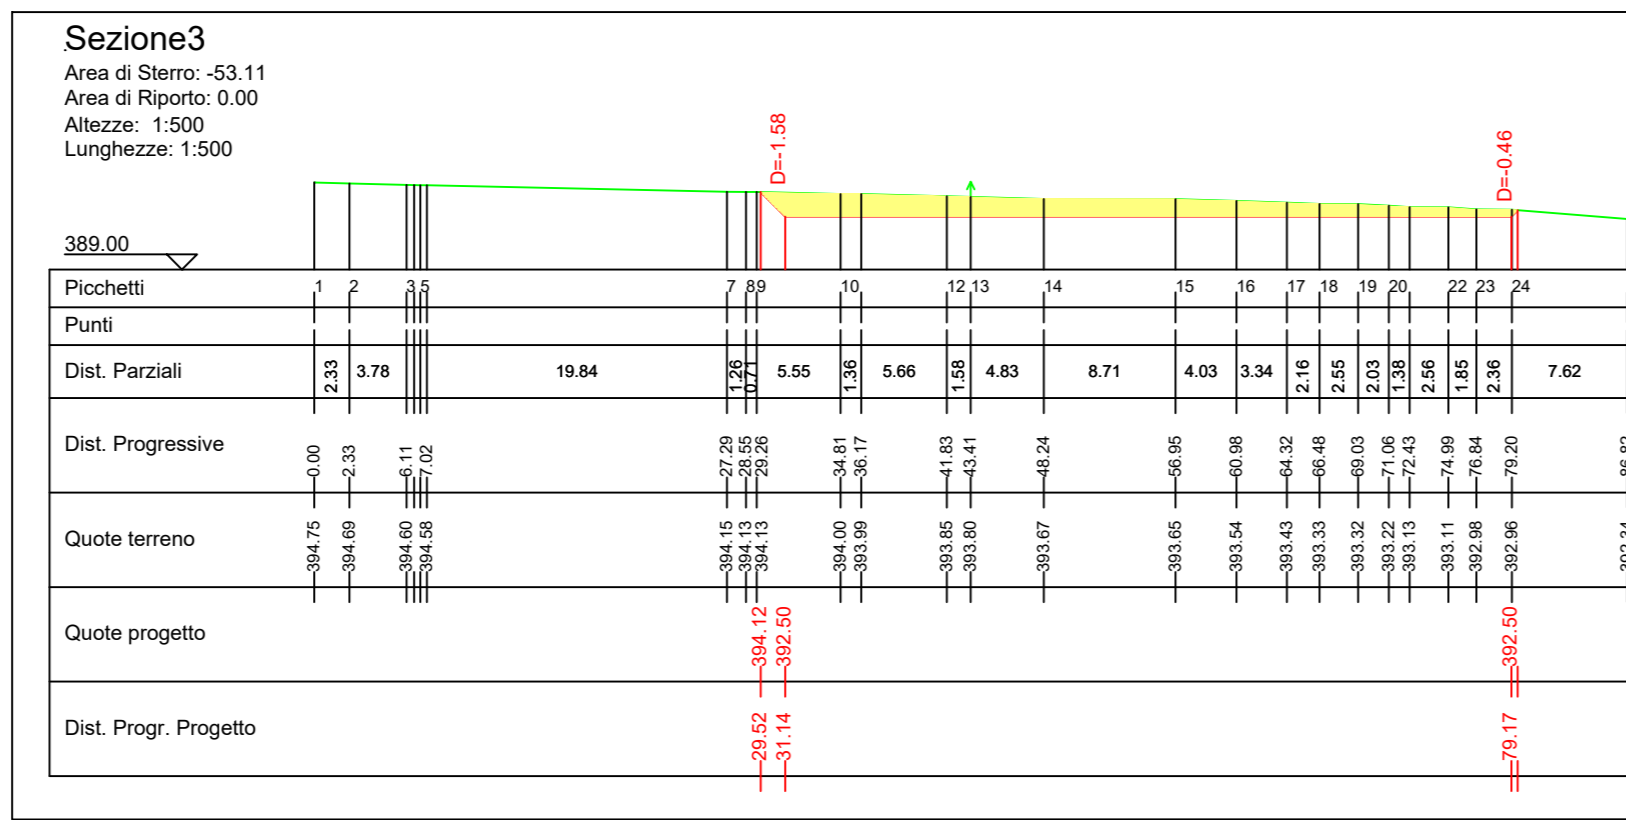 Sezione3
Area di Sterro: -53.11
Area di Riporto: 0.00
Altezze: 1:500
Lunghezze: 1:500
D=-1.58
D=-0.46
389.00
Picchetti 1 2 3 5 7 8 9 10 12 13 14 15 16 17 18 19 20 22 23 24
Punti
Dist. Parziali 2.33 3.78 19.84 1.26 0.71 5.55 1.36 5.66 1.58 4.83 8.71 4.03 3.34 2.16 2.55 2.03 1.38 2.56 1.85 2.36 7.62
Dist. Progressive 0.00 2.33 6.11 7.02 27.29 28.55 29.26 34.81 36.17 41.83 43.41 48.24 56.95 60.98 64.32 66.48 69.03 71.06 72.43 74.99 76.84 79.20
Quote terreno 394.75 394.69 394.60 394.58 394.15 394.13 394.13 394.00 393.99 393.85 393.80 393.67 393.65 393.54 393.43 393.33 393.32 393.22 393.13 393.11 392.98 392.96
Quote progetto 394.12 392.50 392.50
Dist. Progr. Progetto 29.52 31.14 79.17